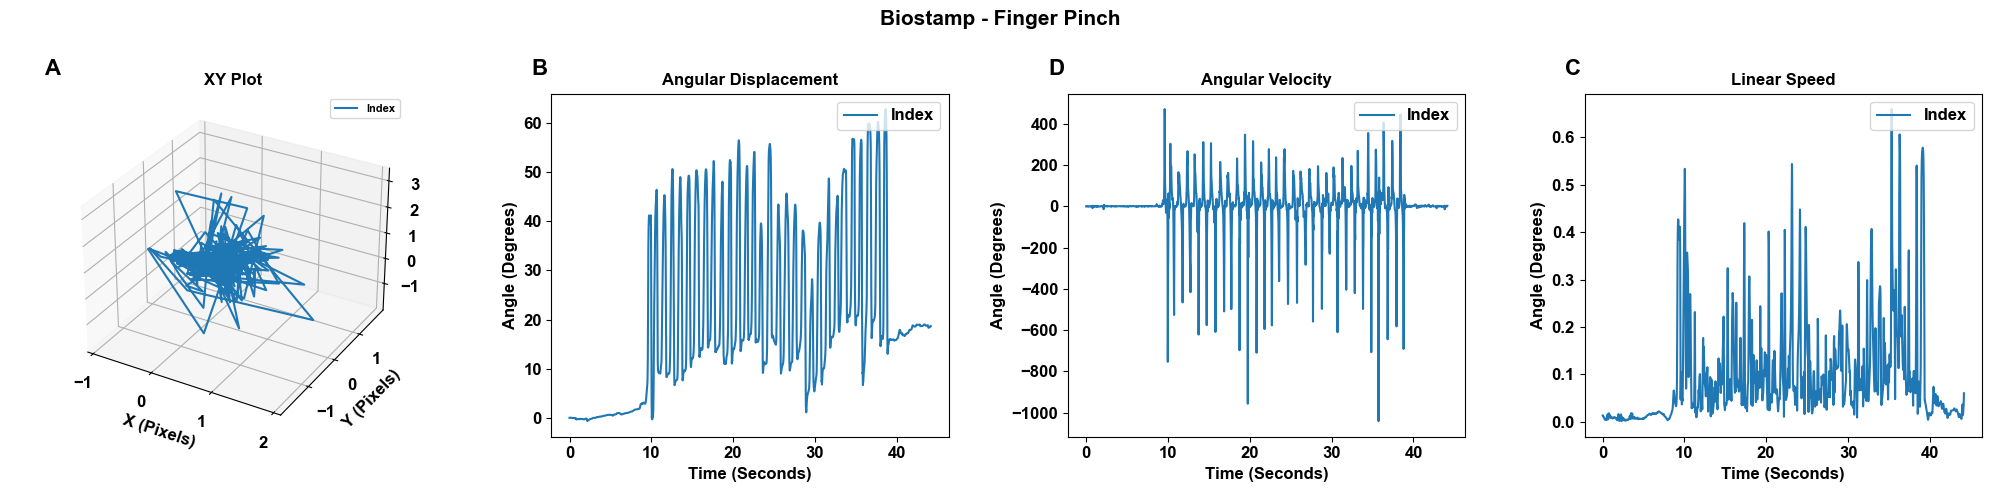 Biostamp - Finger Pinch
A
XY Plot
Index
3
2
1
0
−1
−1
0
1
2
X (Pixels)
−1
0
1
Y (Pixels)
B
Angular Displacement
Index
60
50
40
30
20
10
0
Angle (Degrees)
0 10 20 30 40
Time (Seconds)
D
Angular Velocity
Index
400
200
0
−200
−400
−600
−800
−1000
Angle (Degrees)
0 10 20 30 40
Time (Seconds)
C
Linear Speed
Index
0.6
0.5
0.4
0.3
0.2
0.1
0.0
Angle (Degrees)
0 10 20 30 40
Time (Seconds)